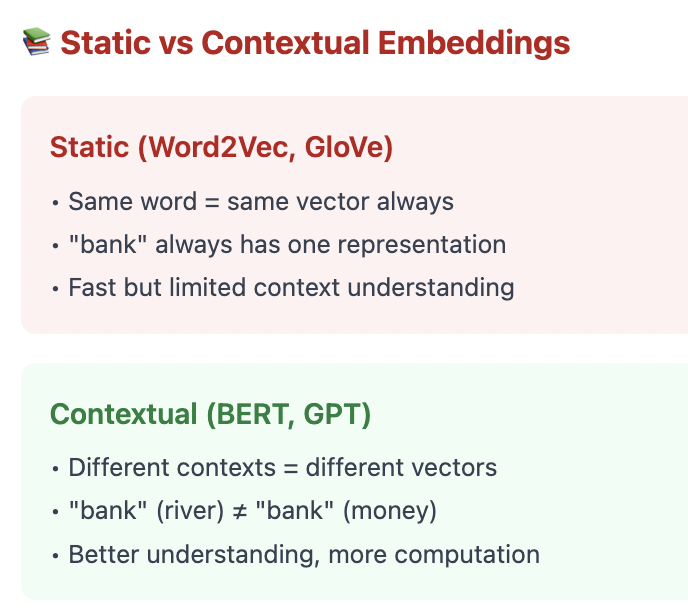 📚 Static vs Contextual Embeddings
Static (Word2Vec, GloVe)
• Same word = same vector always
• "bank" always has one representation
• Fast but limited context understanding
Contextual (BERT, GPT)
• Different contexts = different vectors
• "bank" (river) ≠ "bank" (money)
• Better understanding, more computation